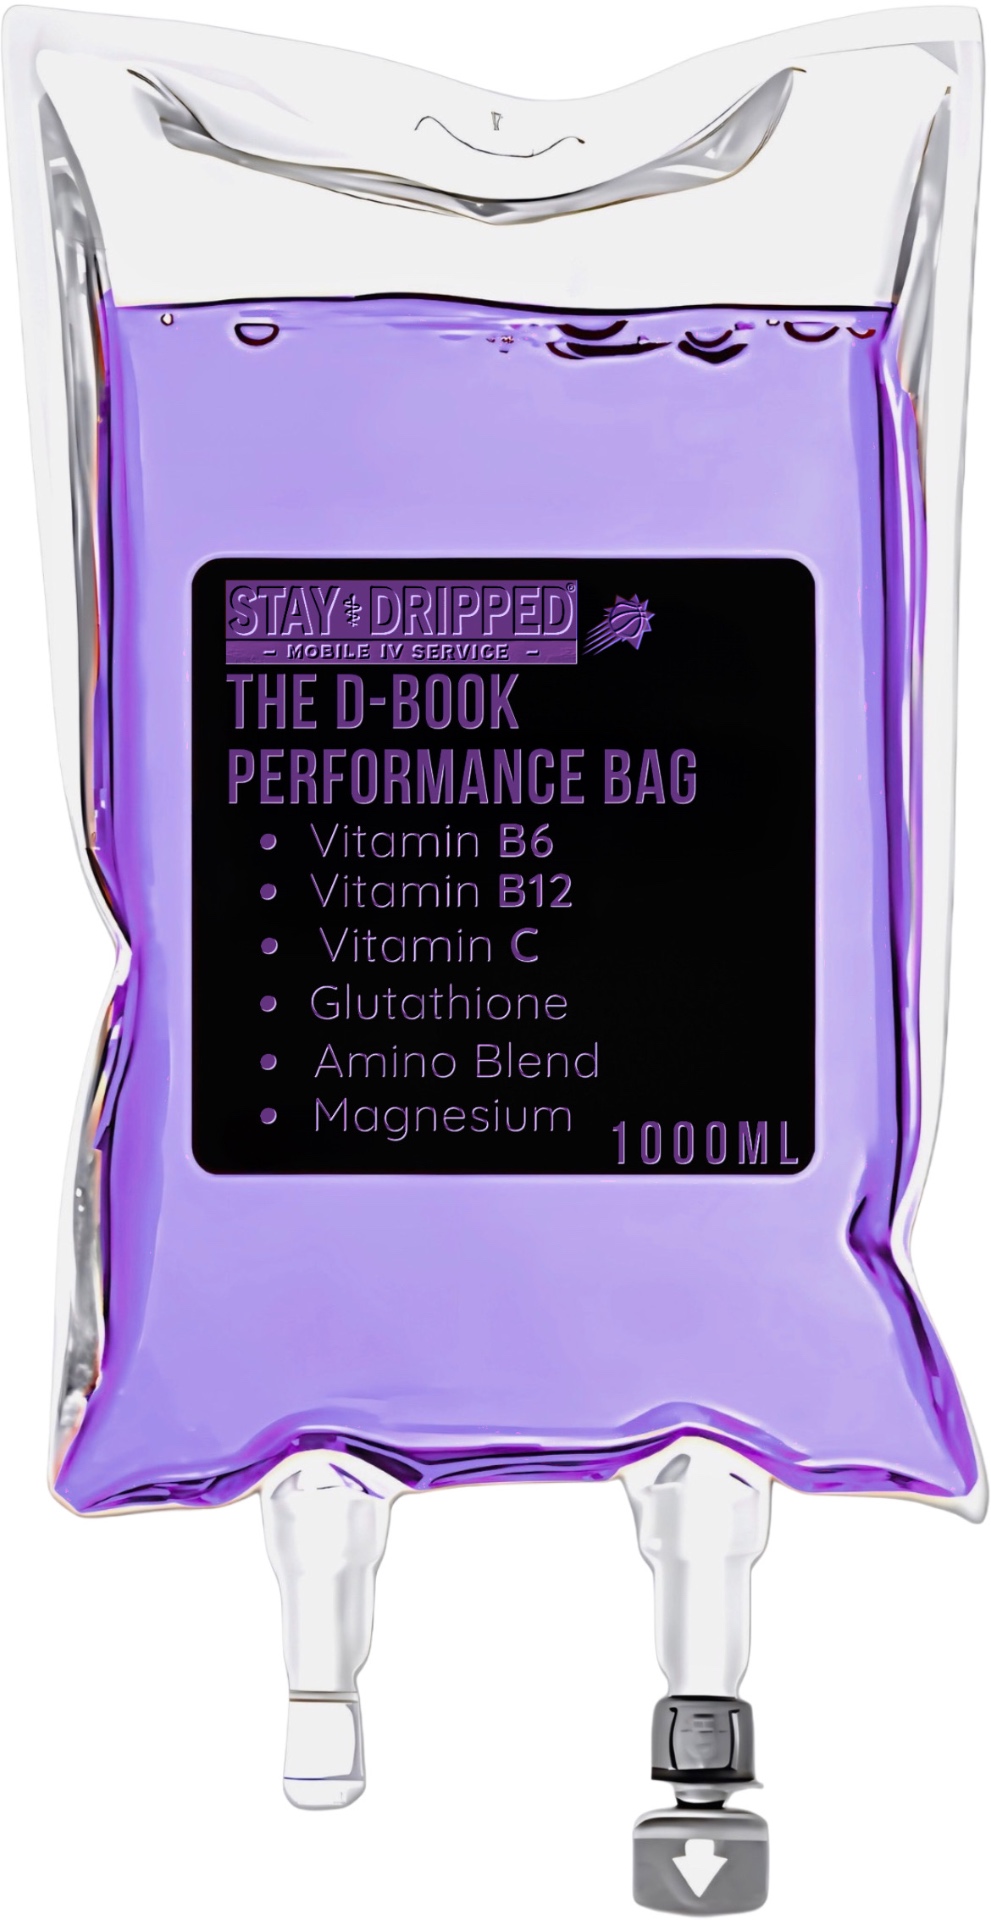 STAY DRIPPED®
- MOBILE IV SERVICE -
THE D-BOOK
PERFORMANCE BAG
• Vitamin B6
• Vitamin B12
• Vitamin C
• Glutathione
• Amino Blend
• Magnesium
1000ML